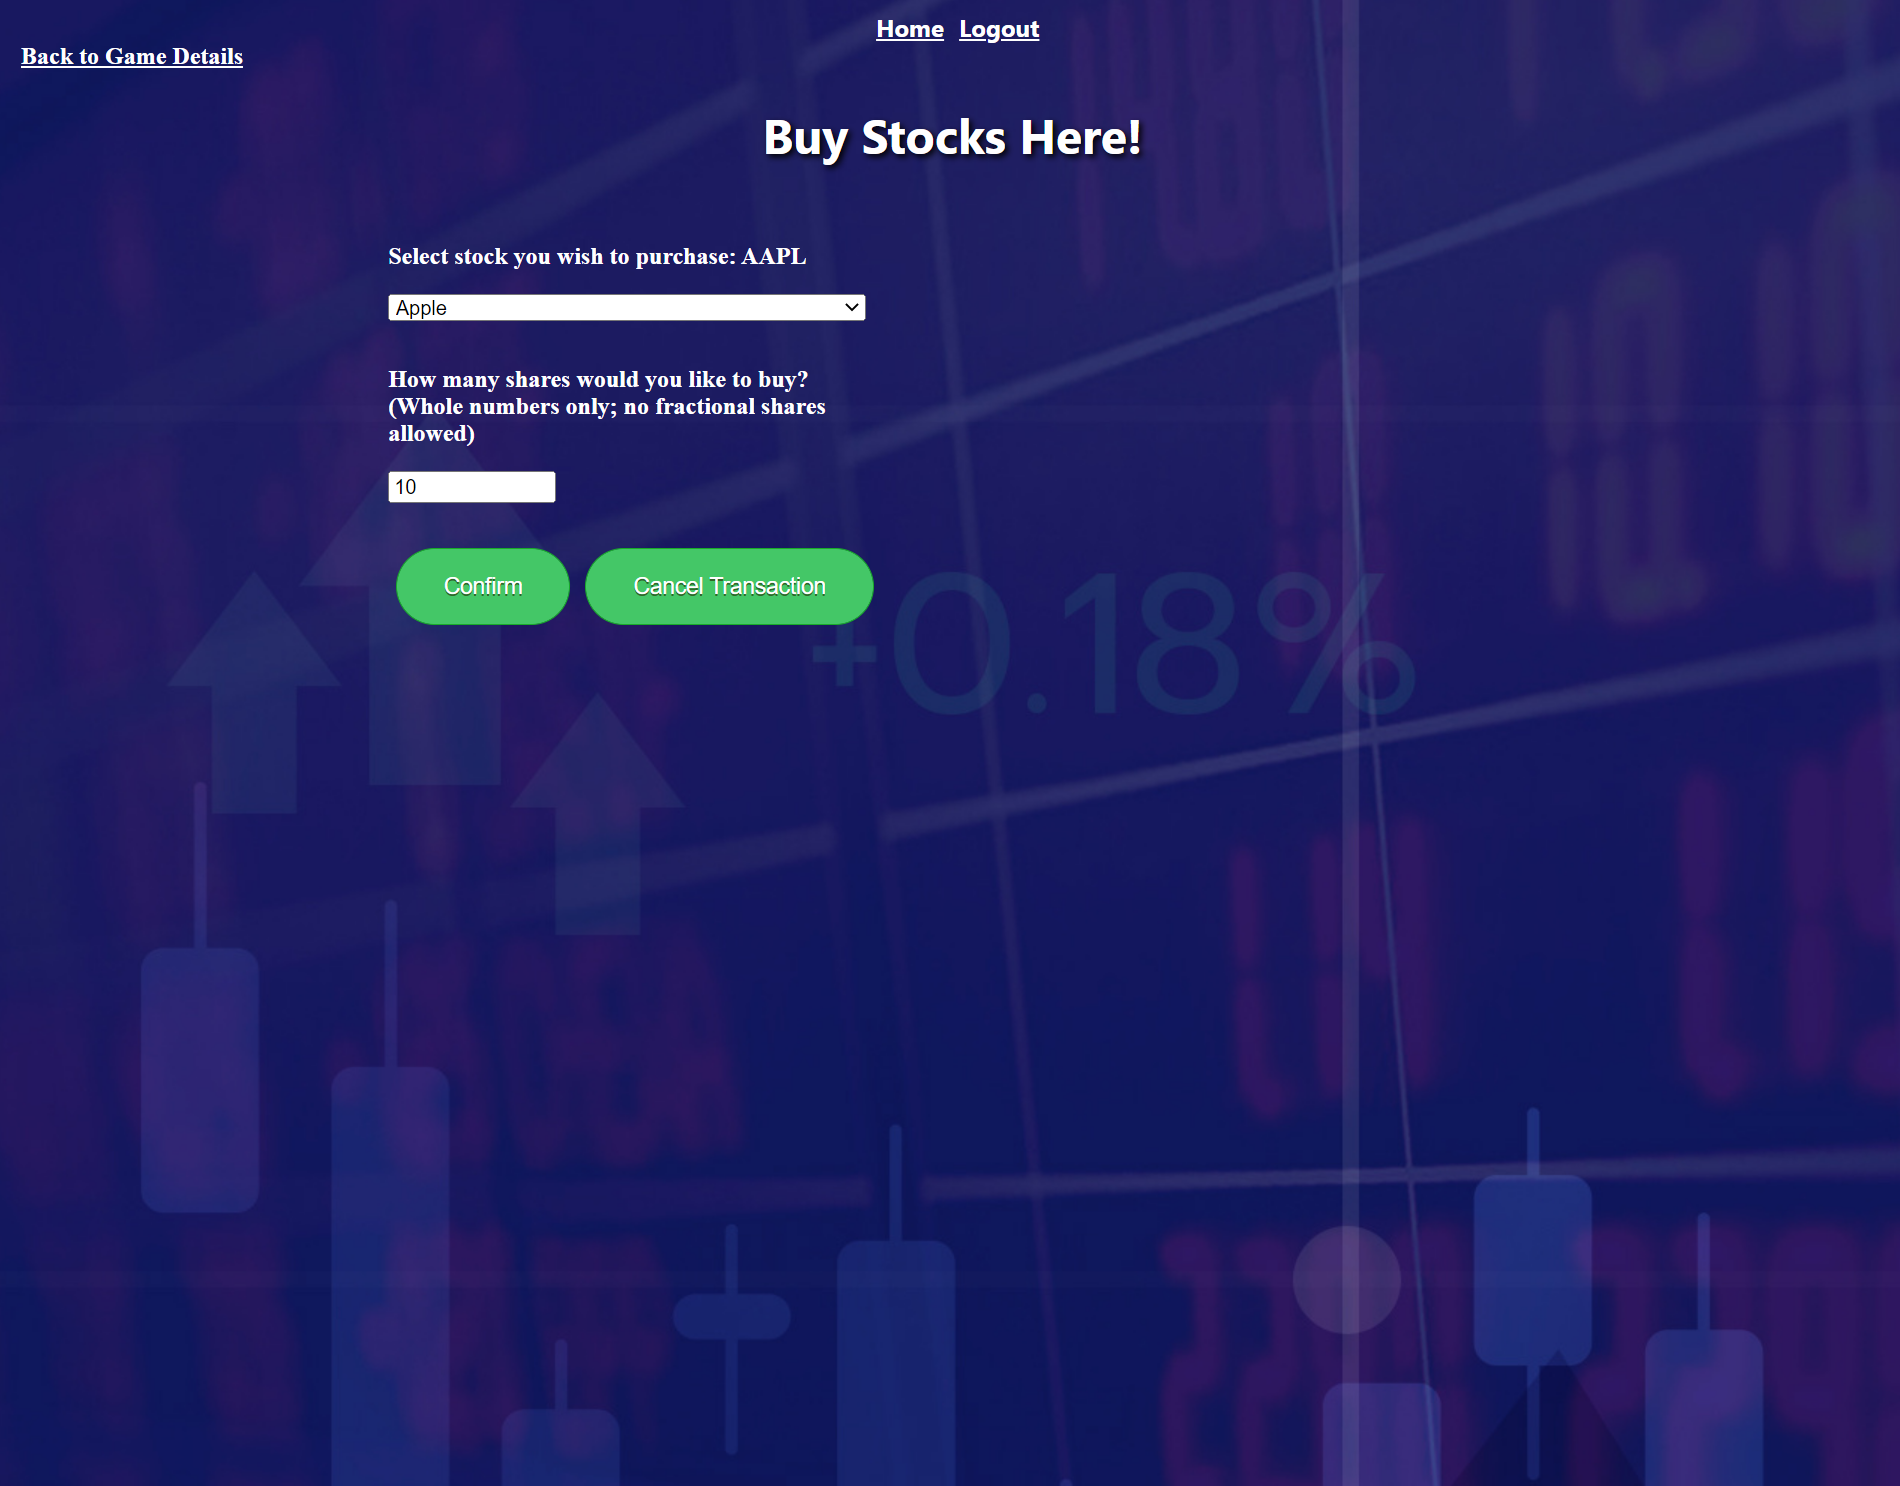 Home Logout
Back to Game Details
Buy Stocks Here!
Select stock you wish to purchase: AAPL
Apple
How many shares would you like to buy?
(Whole numbers only; no fractional shares
allowed)
10
Confirm Cancel Transaction
+0.18%